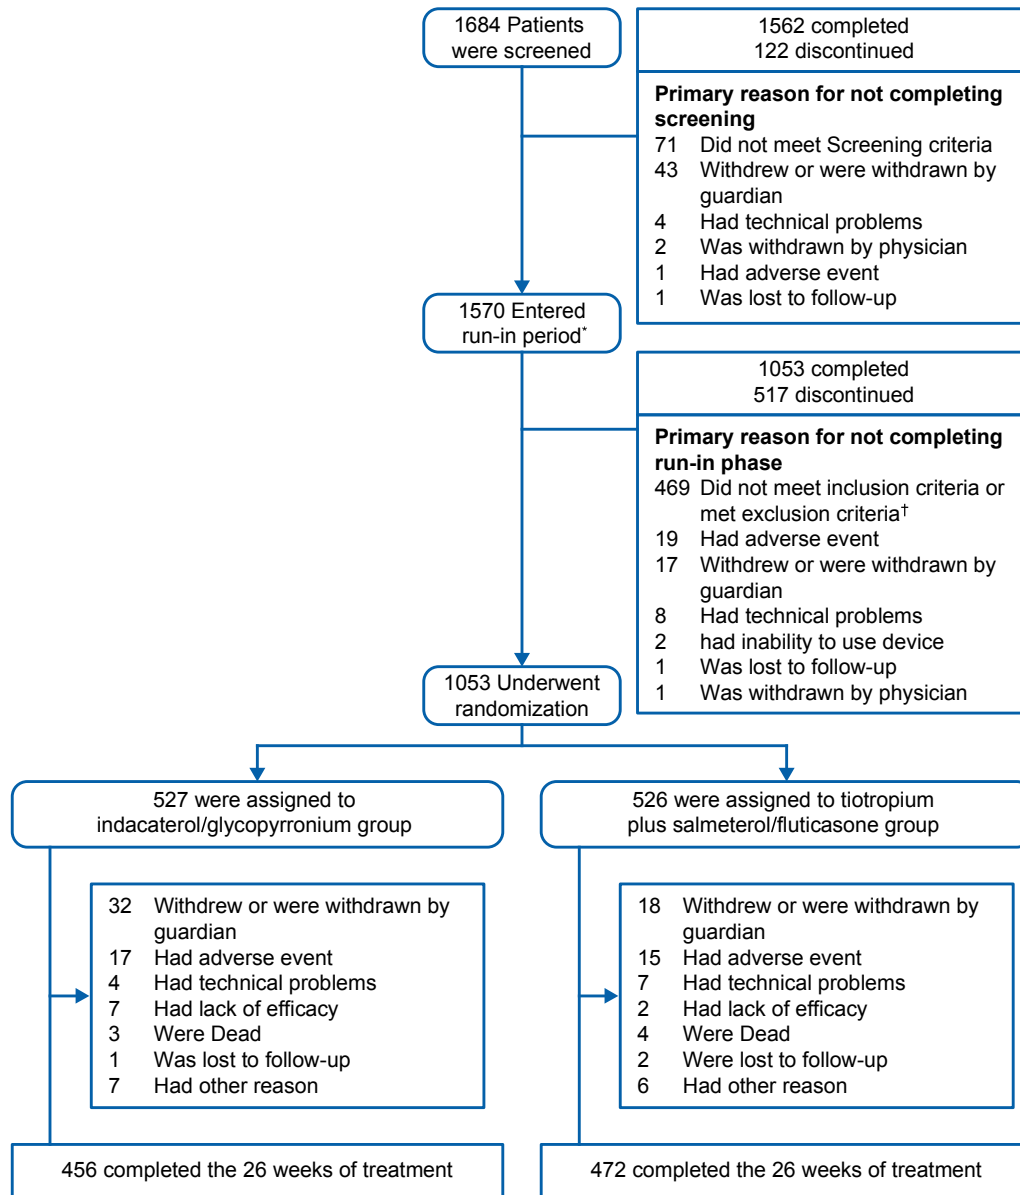 1684 Patients
were screened
1562 completed
122 discontinued
Primary reason for not completing
screening
71 Did not meet Screening criteria
43 Withdrew or were withdrawn by
guardian
4 Had technical problems
2 Was withdrawn by physician
1 Had adverse event
1 Was lost to follow-up
1570 Entered
run-in period*
1053 completed
517 discontinued
Primary reason for not completing
run-in phase
469 Did not meet inclusion criteria or
met exclusion criteria†
19 Had adverse event
17 Withdrew or were withdrawn by
guardian
8 Had technical problems
2 had inability to use device
1 Was lost to follow-up
1 Was withdrawn by physician
1053 Underwent
randomization
527 were assigned to
indacaterol/glycopyrronium group
526 were assigned to tiotropium
plus salmeterol/fluticasone group
32 Withdrew or were withdrawn by
guardian
17 Had adverse event
4 Had technical problems
7 Had lack of efficacy
3 Were Dead
1 Was lost to follow-up
7 Had other reason
18 Withdrew or were withdrawn by
guardian
15 Had adverse event
7 Had technical problems
2 Had lack of efficacy
4 Were Dead
2 Were lost to follow-up
6 Had other reason
456 completed the 26 weeks of treatment
472 completed the 26 weeks of treatment